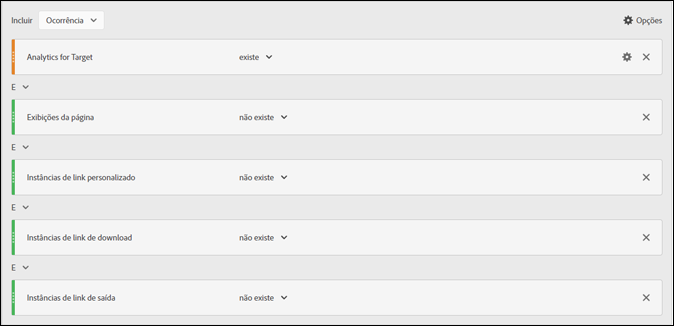 Incluir Ocorrência Opções
Analytics for Target existe
E
Exibições da página não existe
E
Instâncias de link personalizado não existe
E
Instâncias de link de download não existe
E
Instâncias de link de saída não existe